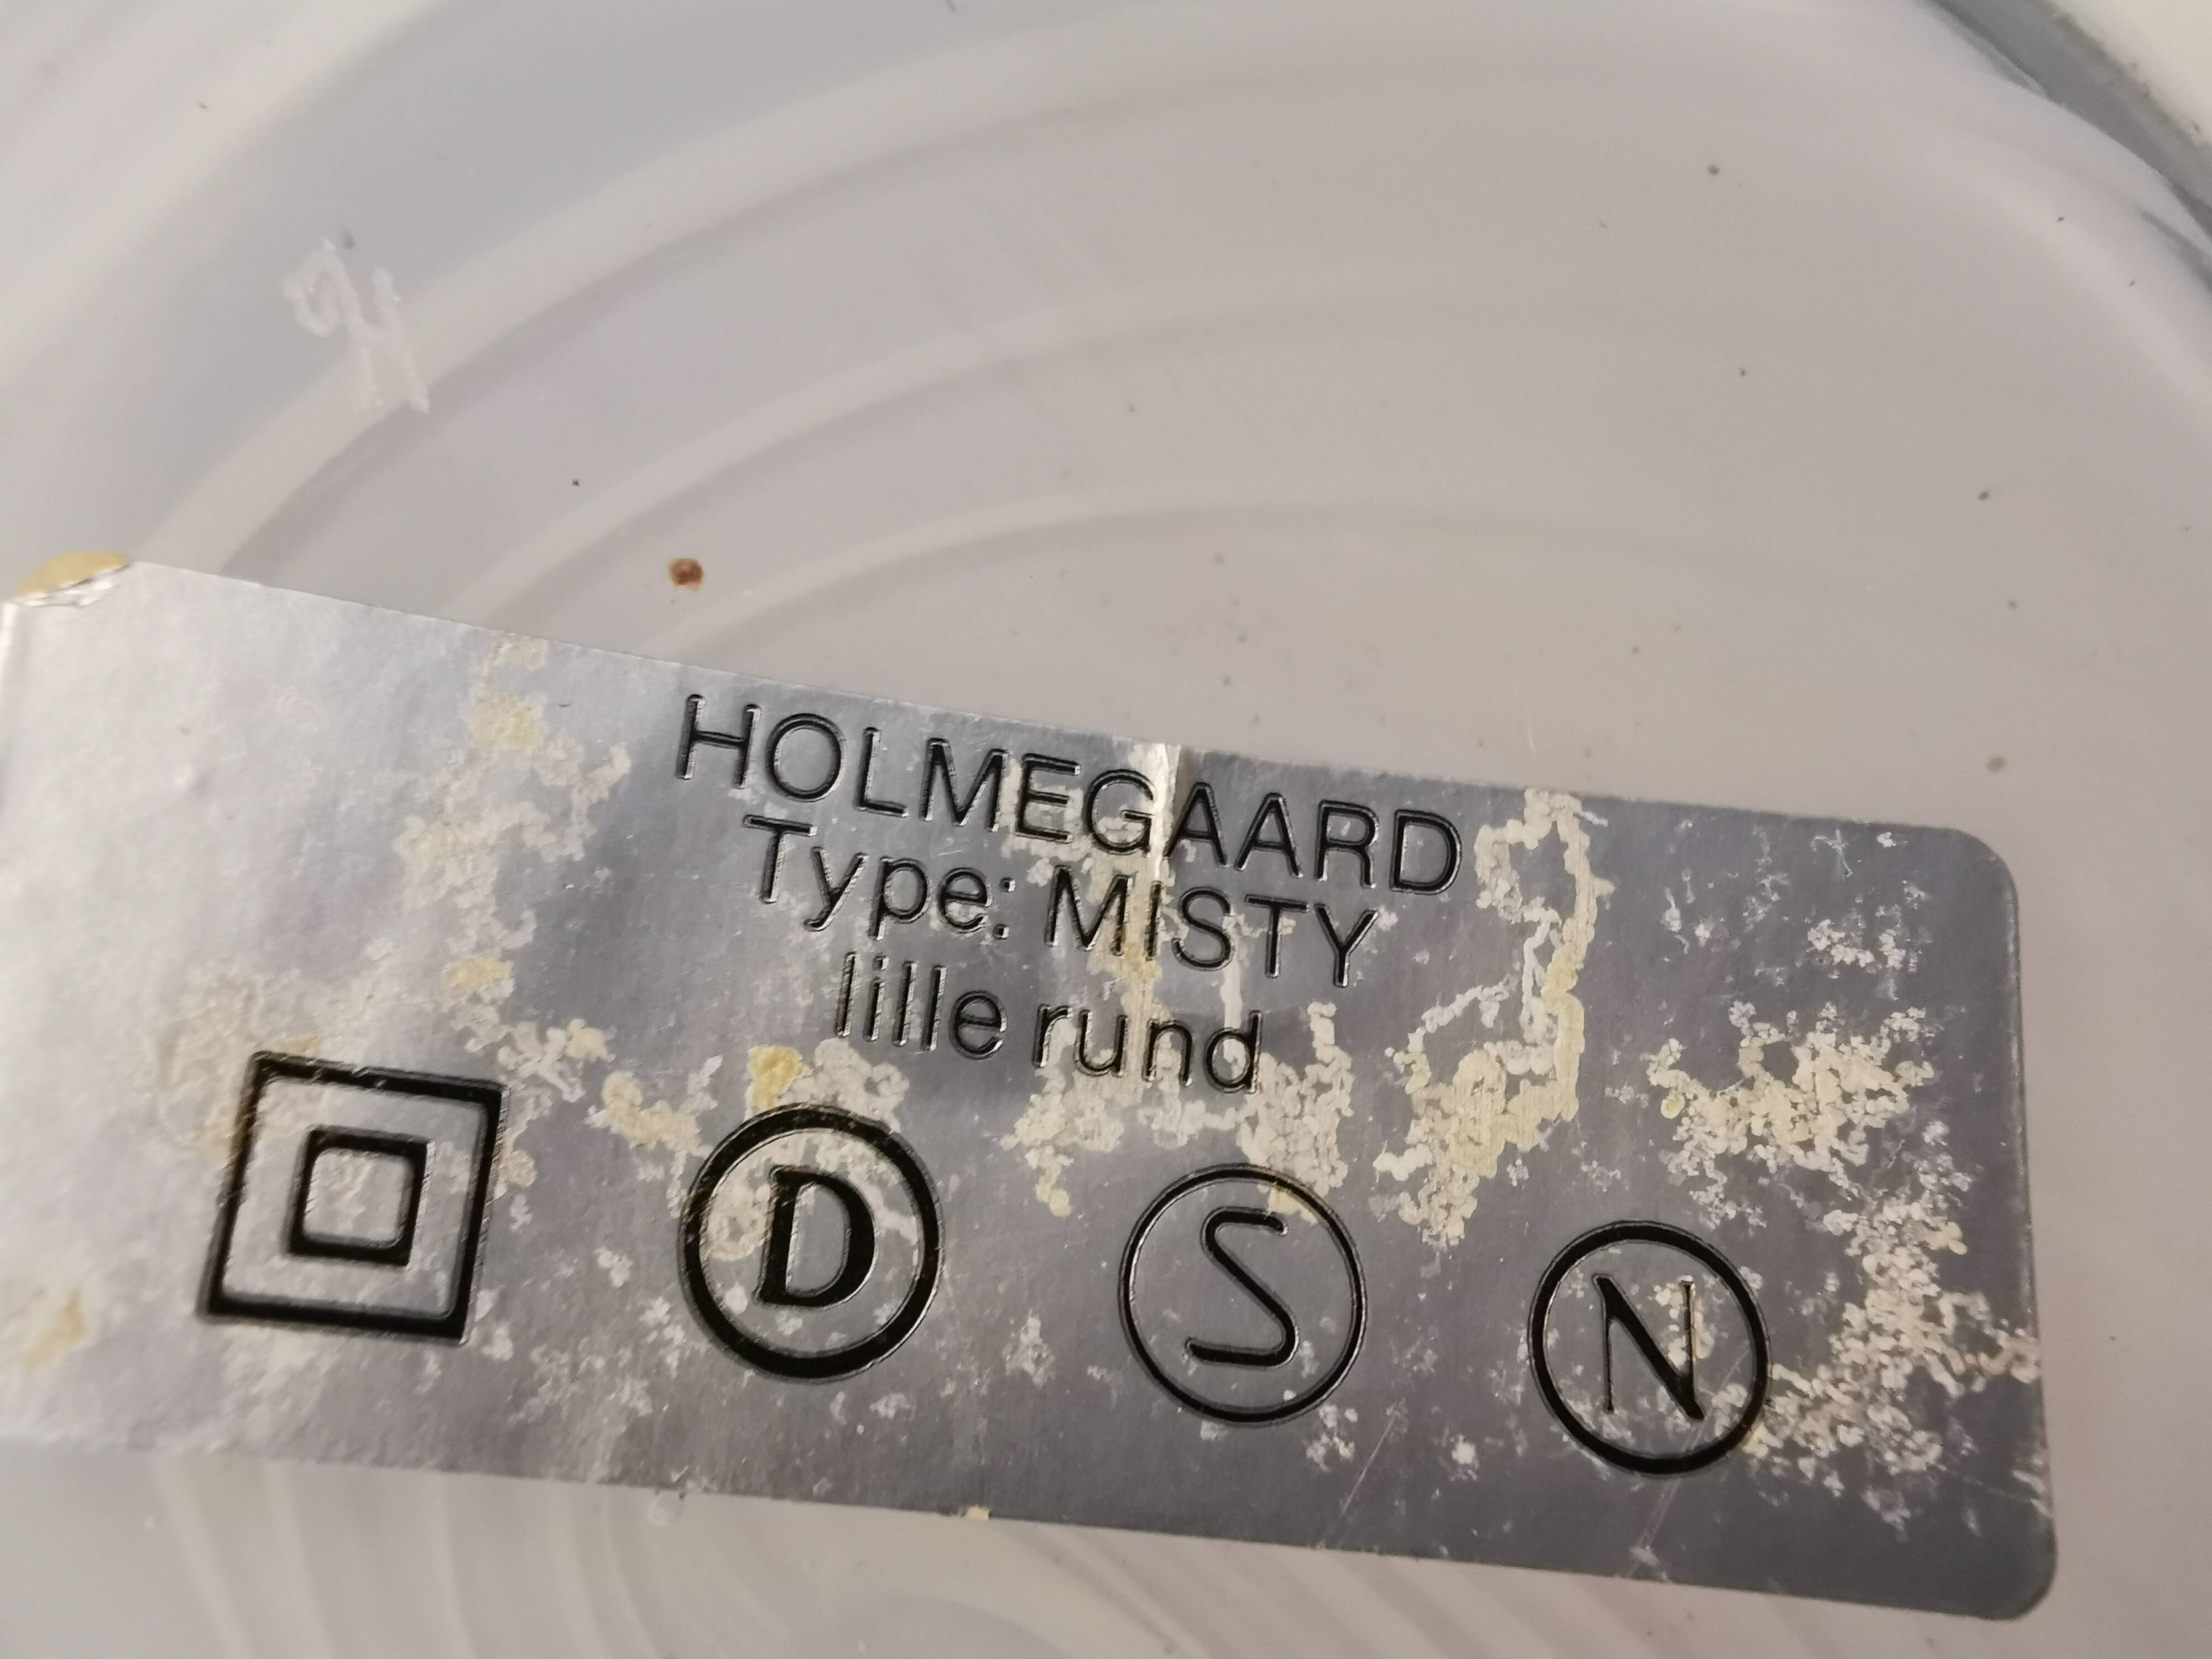 HOLMEGAARD
Type: MISTY
lille rund
D S N